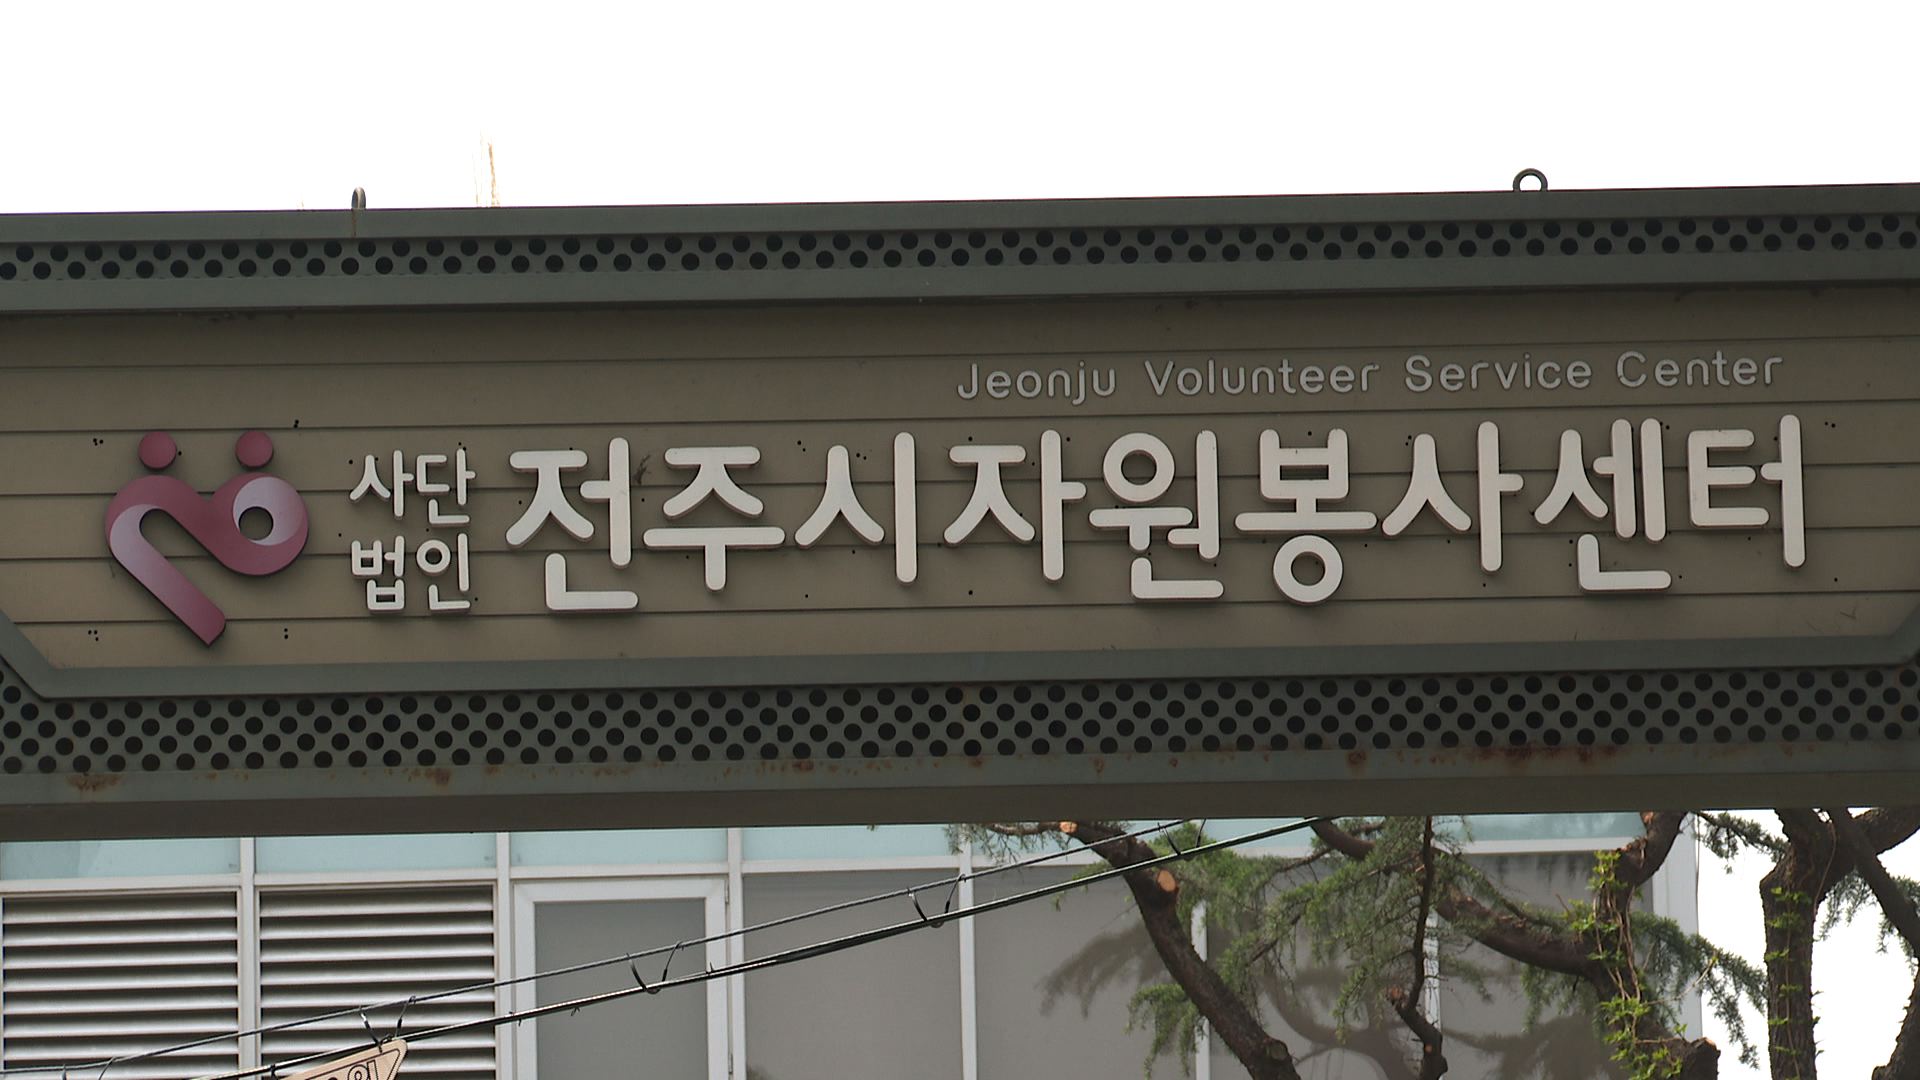 Jeonju Volunteer Service Center
사단
법인
전주시자원봉사센터